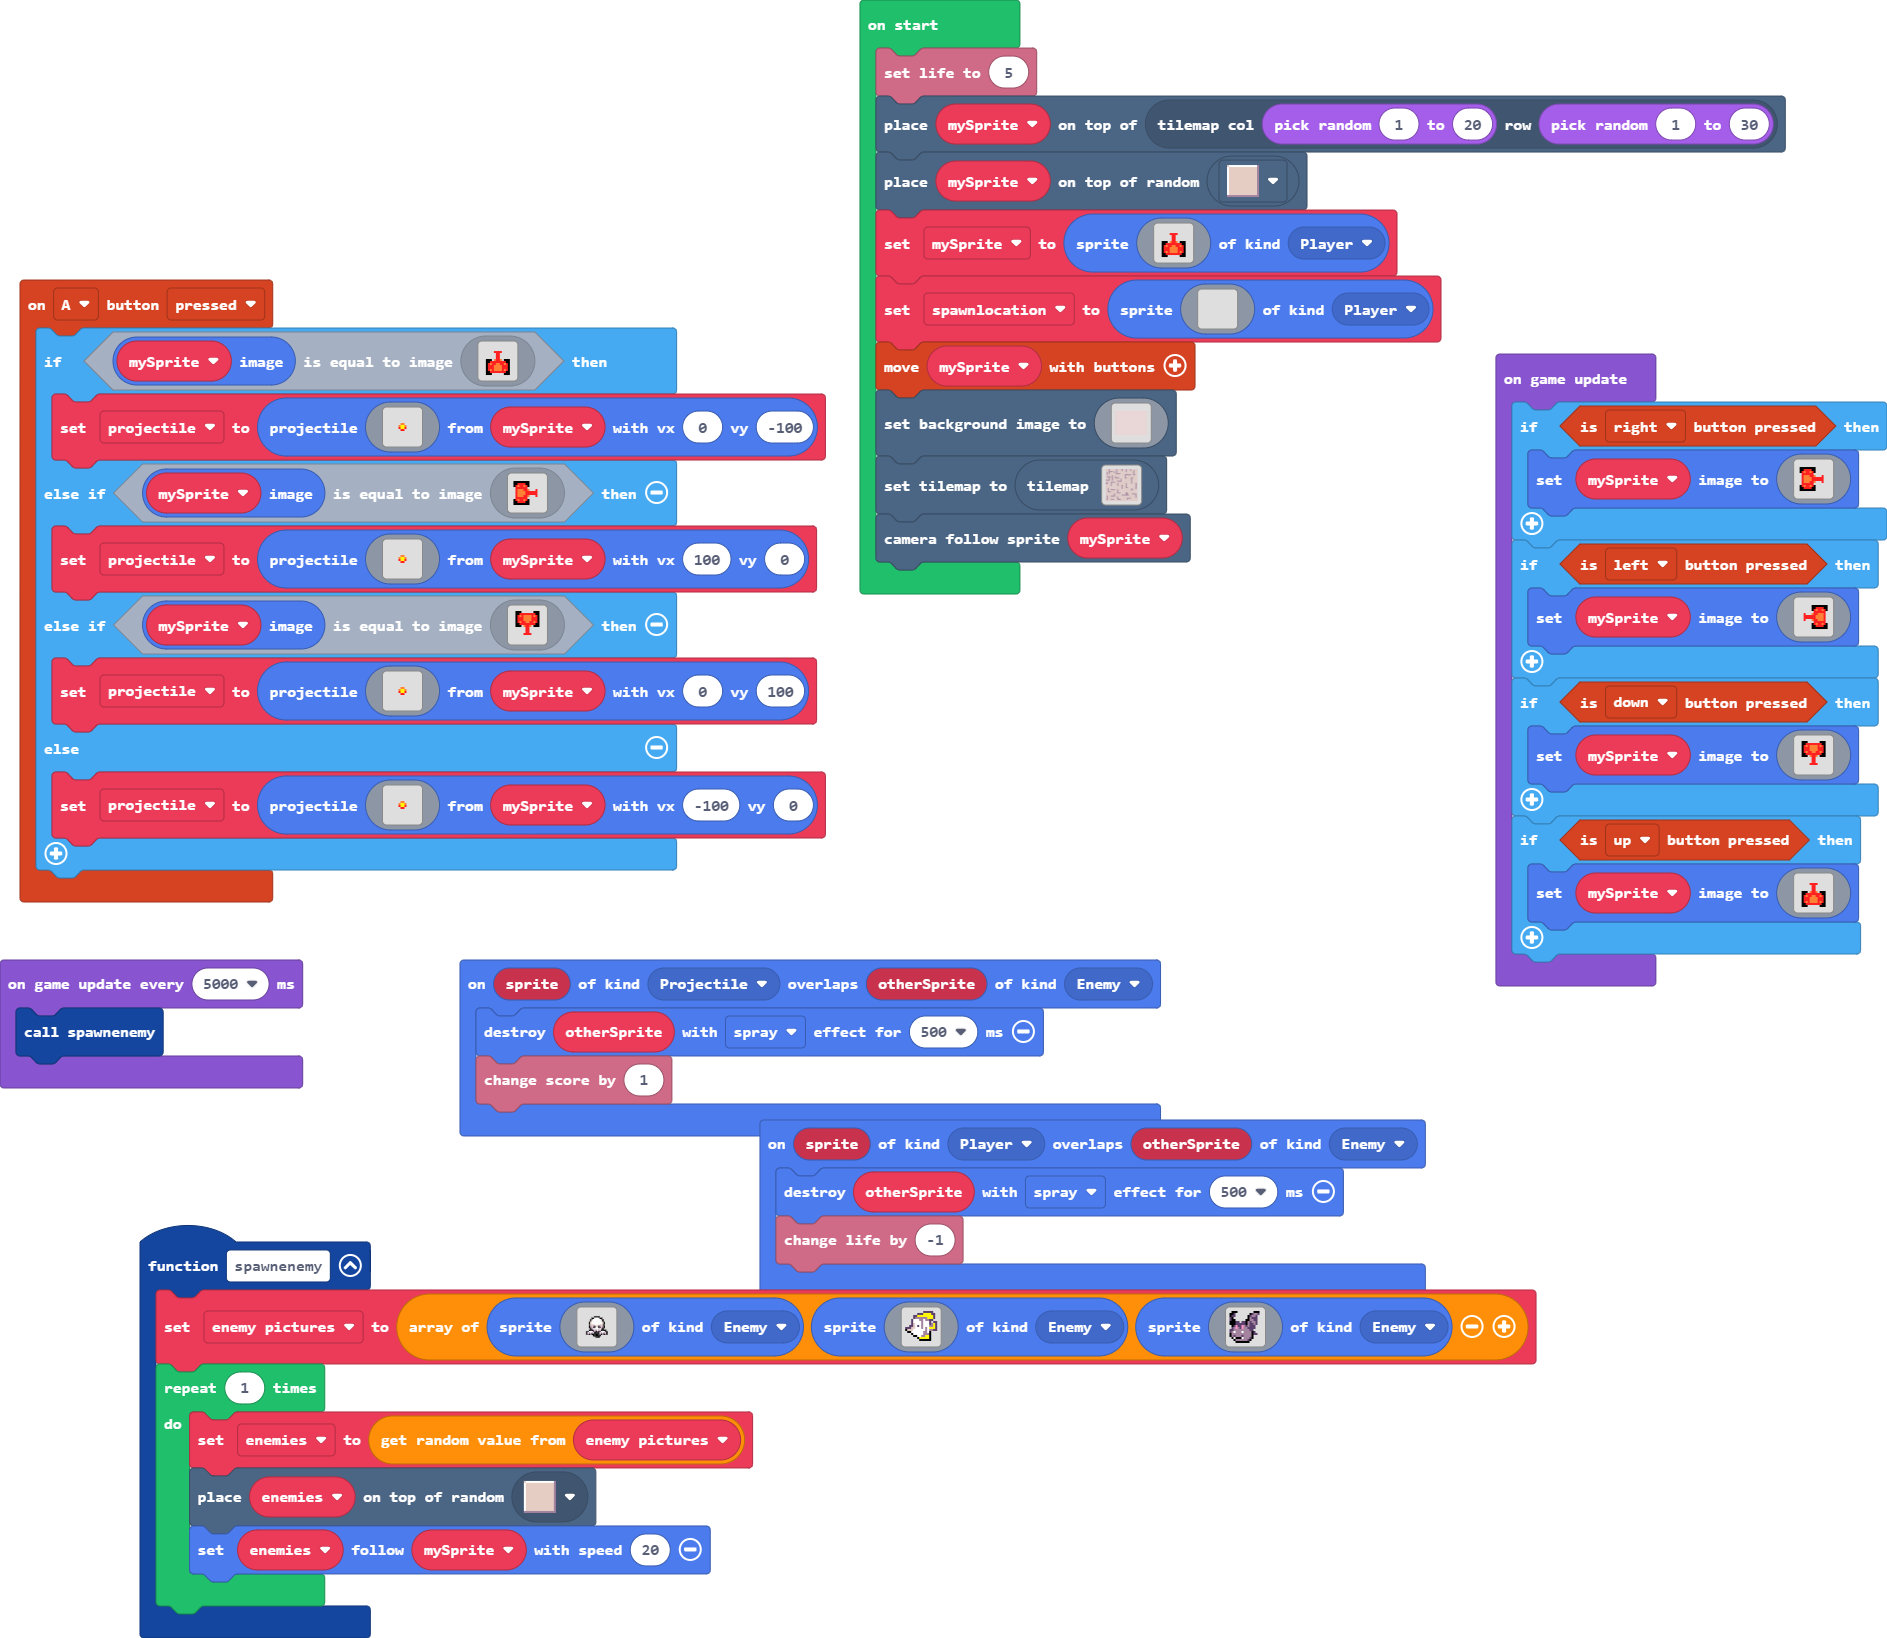 on start
set life to 5
place mySprite on top of tilemap col pick random 1 to 20 row pick random 1 to 30
place mySprite on top of random
set mySprite to sprite of kind Player
set spawnlocation to sprite of kind Player
move mySprite with buttons
set background image to
set tilemap to tilemap
camera follow sprite mySprite
on A button pressed
if mySprite image is equal to image then
set projectile to projectile from mySprite with vx 0 vy -100
else if mySprite image is equal to image then
set projectile to projectile from mySprite with vx 100 vy 0
else if mySprite image is equal to image then
set projectile to projectile from mySprite with vx 0 vy 100
else
set projectile to projectile from mySprite with vx -100 vy 0
on game update
if is right button pressed then
set mySprite image to
if is left button pressed then
set mySprite image to
if is down button pressed then
set mySprite image to
if is up button pressed then
set mySprite image to
on game update every 5000 ms
call spawnenemy
on sprite of kind Projectile overlaps otherSprite of kind Enemy
destroy otherSprite with spray effect for 500 ms
change score by 1
on sprite of kind Player overlaps otherSprite of kind Enemy
destroy otherSprite with spray effect for 500 ms
change life by -1
function spawnenemy
set enemy pictures to array of sprite of kind Enemy sprite of kind Enemy sprite of kind Enemy
repeat 1 times
do
set enemies to get random value from enemy pictures
place enemies on top of random
set enemies follow mySprite with speed 20